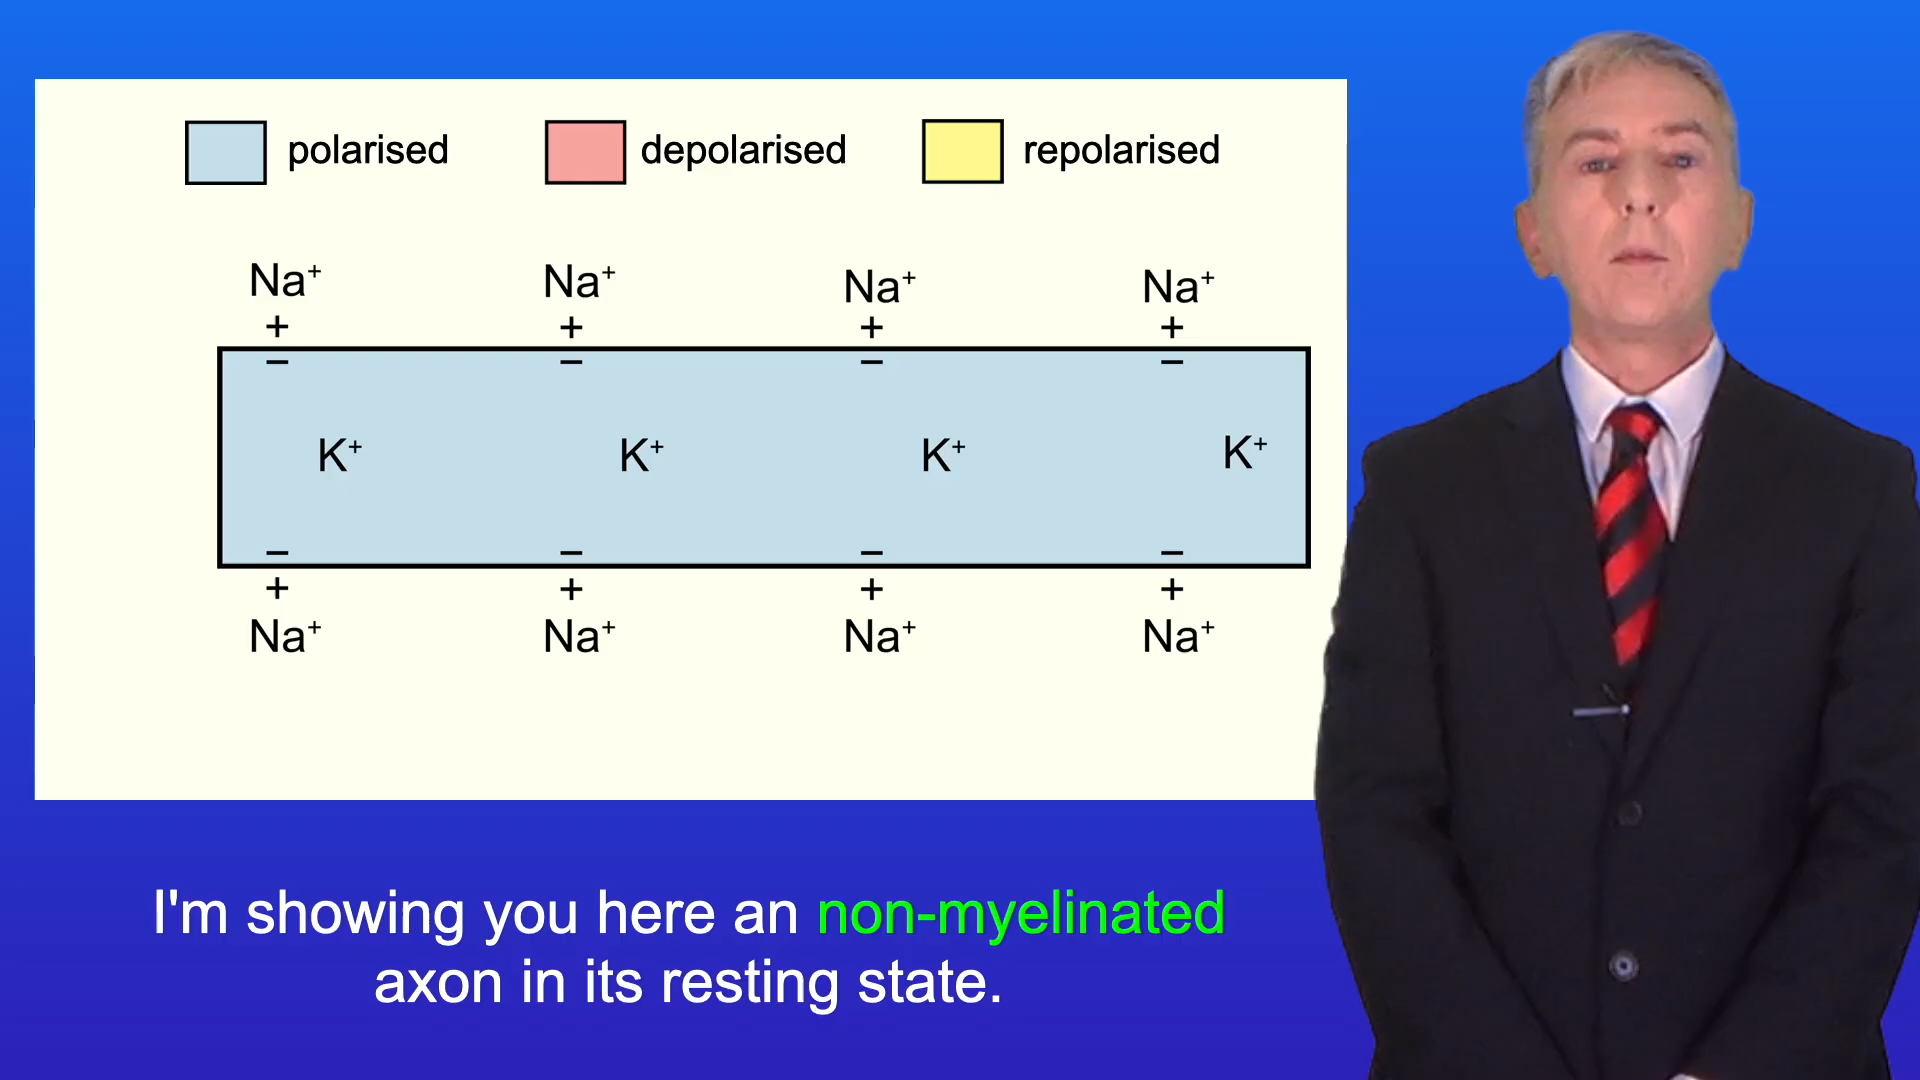 polarised depolarised repolarised
Na⁺ Na⁺ Na⁺ Na⁺
+ + + +
− − − −
K⁺ K⁺ K⁺ K⁺
− − − −
+ + + +
Na⁺ Na⁺ Na⁺ Na⁺
I'm showing you here an non-myelinated
axon in its resting state.